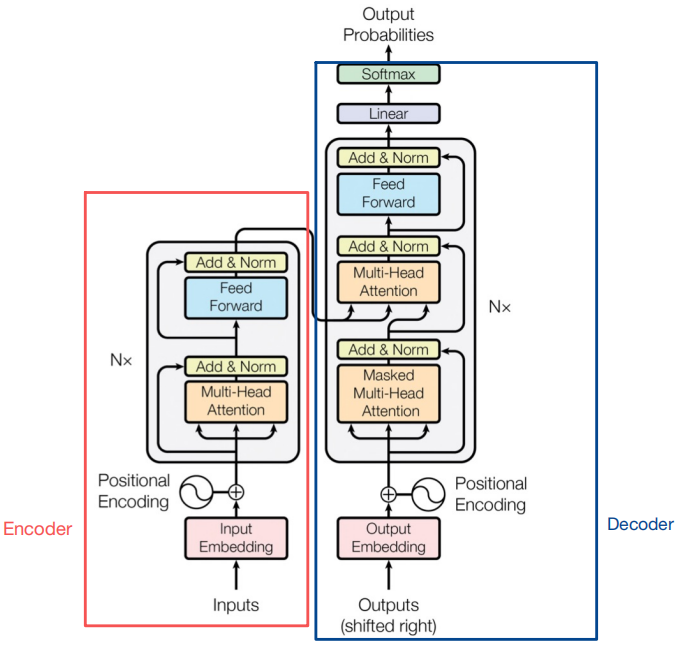 Output
Probabilities
Softmax
Linear
Add & Norm
Feed
Forward
Add & Norm
Multi-Head
Attention
Add & Norm
Masked
Multi-Head
Attention
N×
Positional
Encoding
Output
Embedding
Outputs
(shifted right)
Decoder
Add & Norm
Feed
Forward
Add & Norm
Multi-Head
Attention
N×
Positional
Encoding
Input
Embedding
Inputs
Encoder